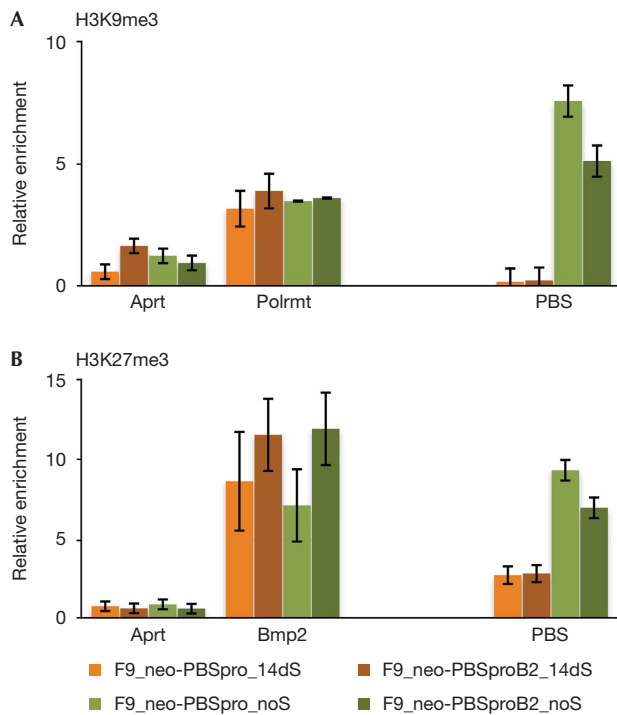 A H3K9me3
Relative enrichment
10
5
0
Aprt Polrmt PBS
B H3K27me3
Relative enrichment
15
10
5
0
Aprt Bmp2 PBS
F9_neo-PBSpro_14dS F9_neo-PBSproB2_14dS
F9_neo-PBSpro_noS F9_neo-PBSproB2_noS